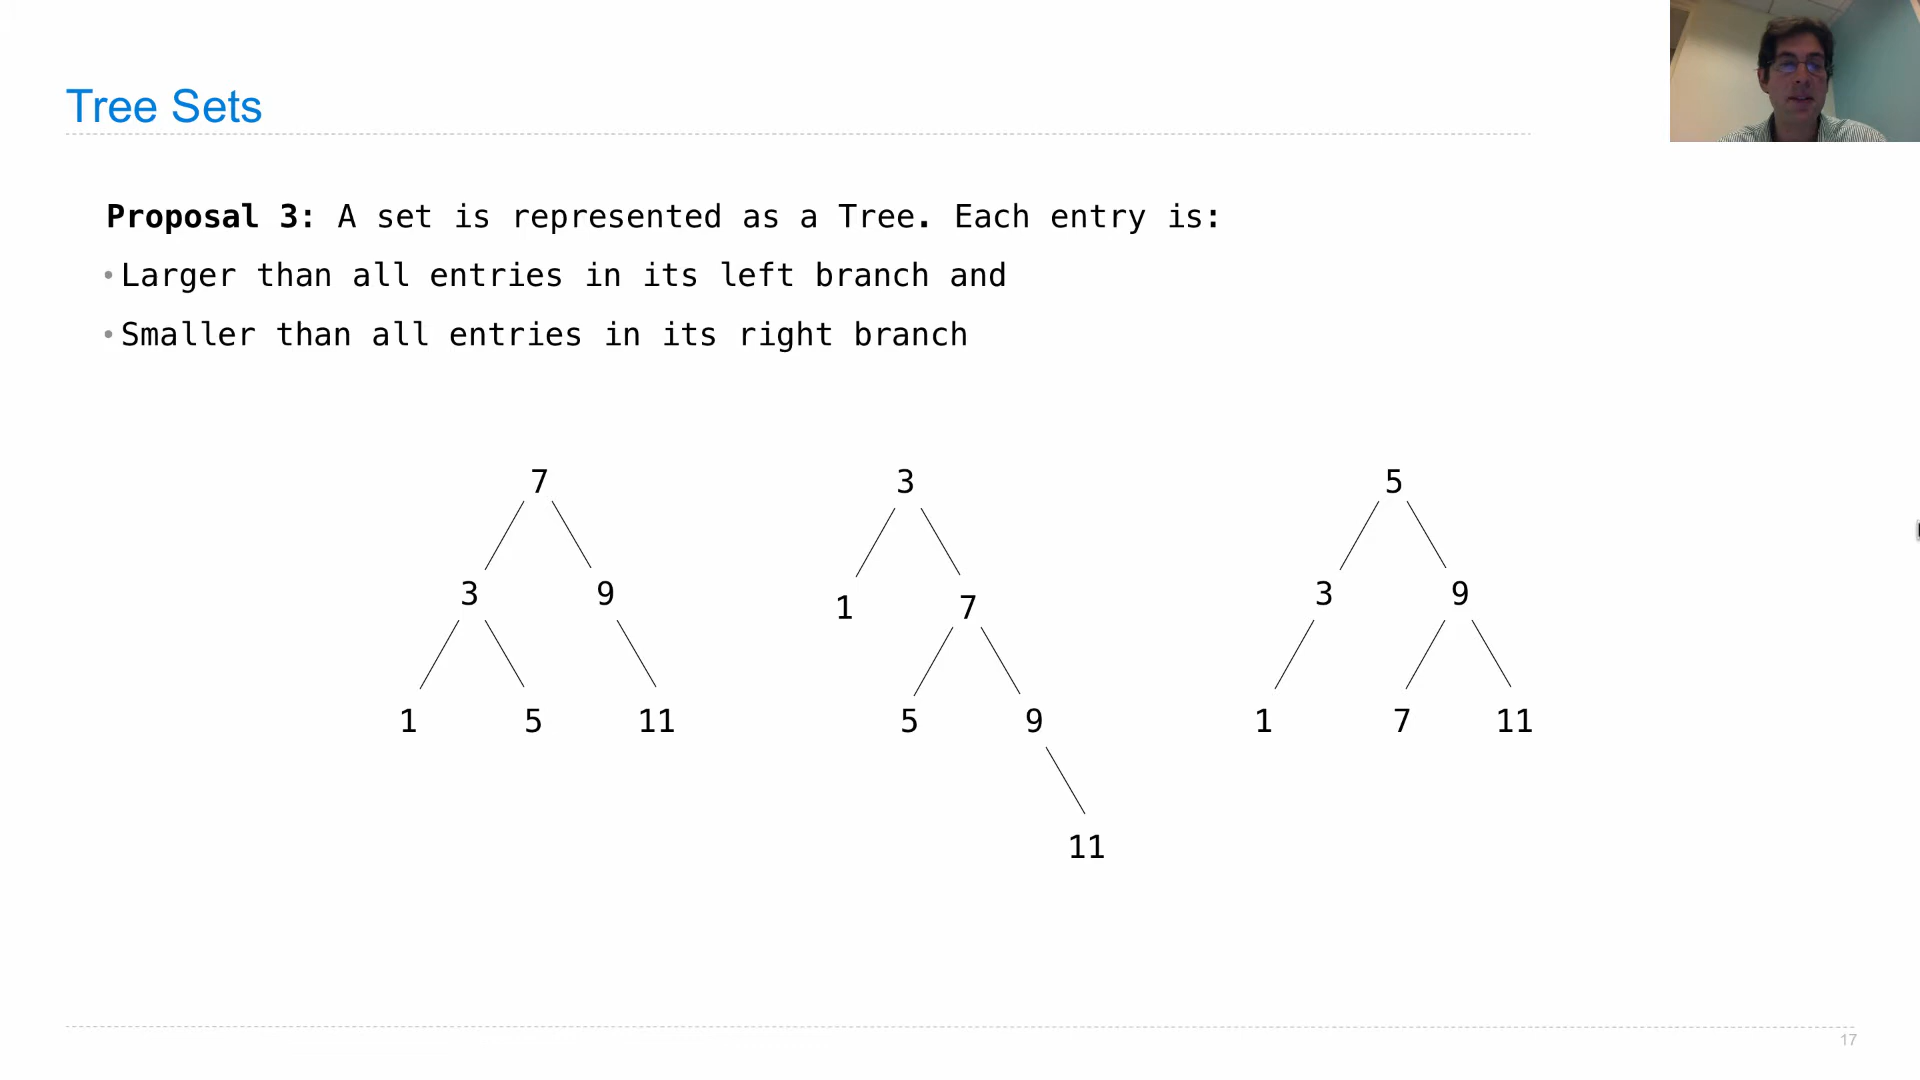 Tree Sets
Proposal 3: A set is represented as a Tree. Each entry is:
•Larger than all entries in its left branch and
•Smaller than all entries in its right branch
7 3 5
3 9 1 7 3 9
1 5 11 5 9 1 7 11
11
17